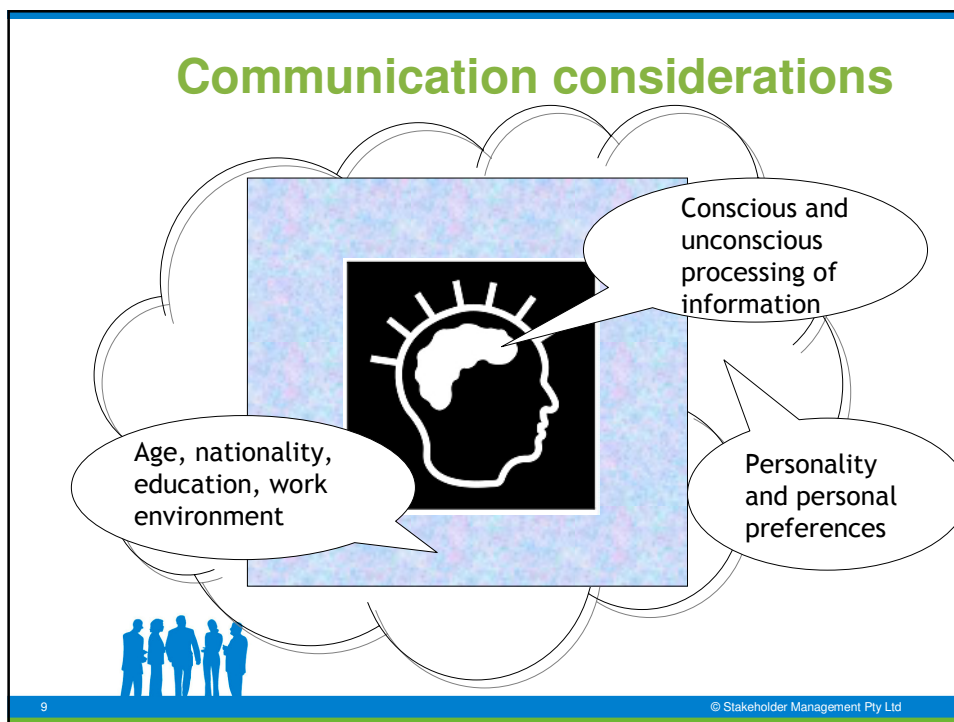 Communication considerations
Conscious and
unconscious
processing of
information
Age, nationality,
education, work
environment
Personality
and personal
preferences
9
© Stakeholder Management Pty Ltd